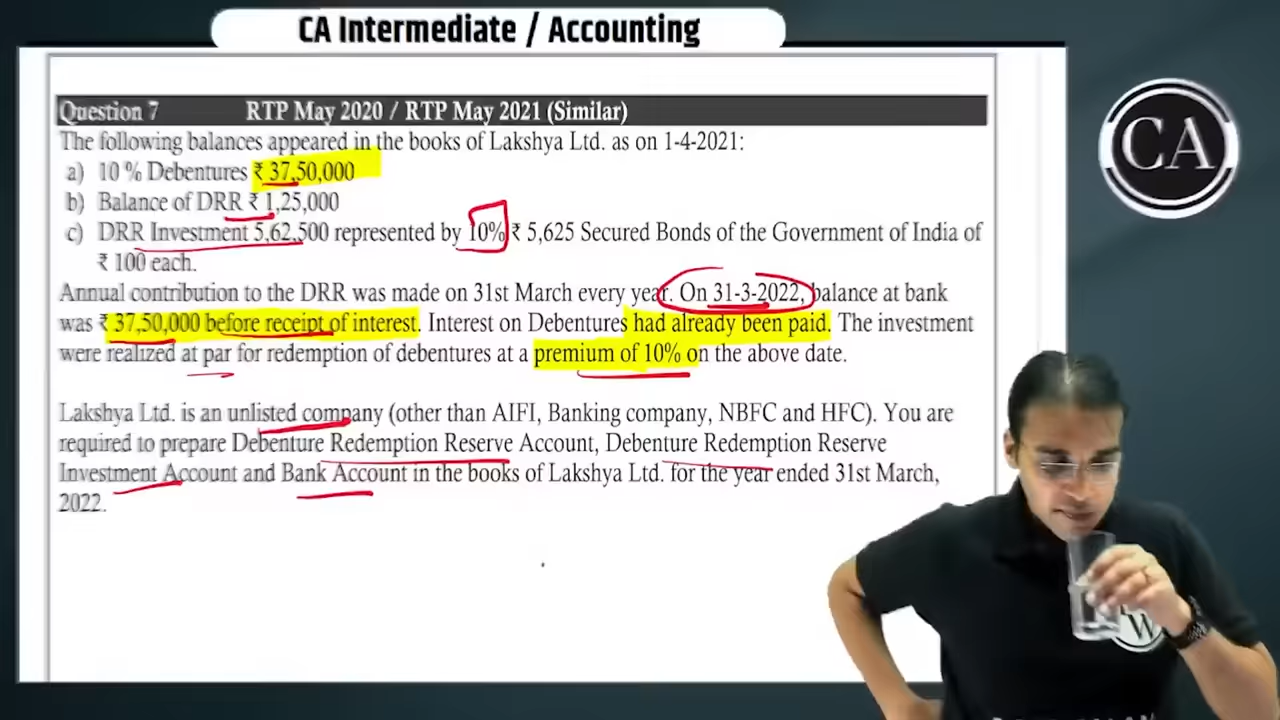 CA Intermediate / Accounting
Question 7 RTP May 2020 / RTP May 2021 (Similar)
The following balances appeared in the books of Lakshya Ltd. as on 1-4-2021:
a) 10 % Debentures ₹ 37,50,000
b) Balance of DRR ₹ 1,25,000
c) DRR Investment 5,62,500 represented by 10% ₹ 5,625 Secured Bonds of the Government of India of
₹ 100 each.
Annual contribution to the DRR was made on 31st March every year. On 31-3-2022, balance at bank
was ₹ 37,50,000 before receipt of interest. Interest on Debentures had already been paid. The investment
were realized at par for redemption of debentures at a premium of 10% on the above date.
Lakshya Ltd. is an unlisted company (other than AIFI, Banking company, NBFC and HFC). You are
required to prepare Debenture Redemption Reserve Account, Debenture Redemption Reserve
Investment Account and Bank Account in the books of Lakshya Ltd. for the year ended 31st March,
2022.
CA
W